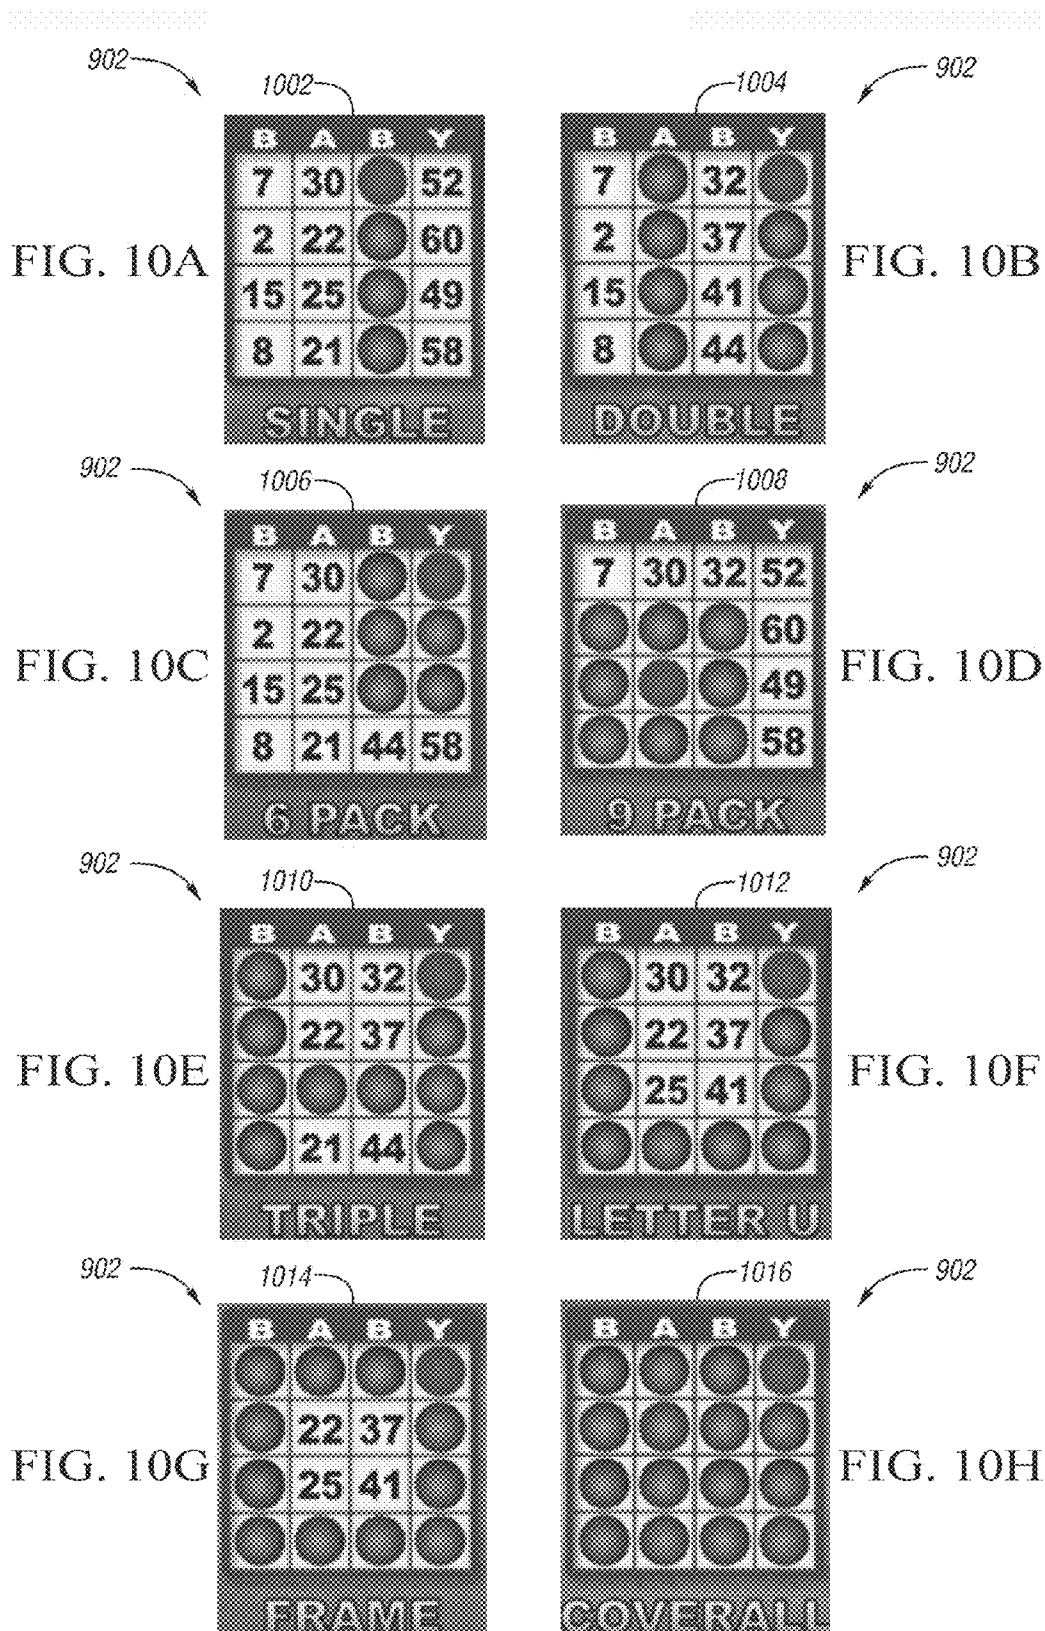 902 1002 1004 902
B A B Y B A B Y
7 30 52 7 32
2 22 60 2 37
FIG. 10A FIG. 10B
15 25 49 15 41
8 21 58 8 44
SINGLE DOUBLE
902 1006 1008 902
B A B Y B A B Y
7 30 7 30 32 52
2 22 60
FIG. 10C FIG. 10D
15 25 49
8 21 44 58 58
6 PACK 9 PACK
902 1010 1012 902
B A B Y B A B Y
30 32 30 32
22 37 22 37
FIG. 10E FIG. 10F
25 41
21 44
TRIPLE LETTER U
902 1014 1016 902
B A B Y B A B Y
22 37
FIG. 10G FIG. 10H
25 41
FRAME COVERALL